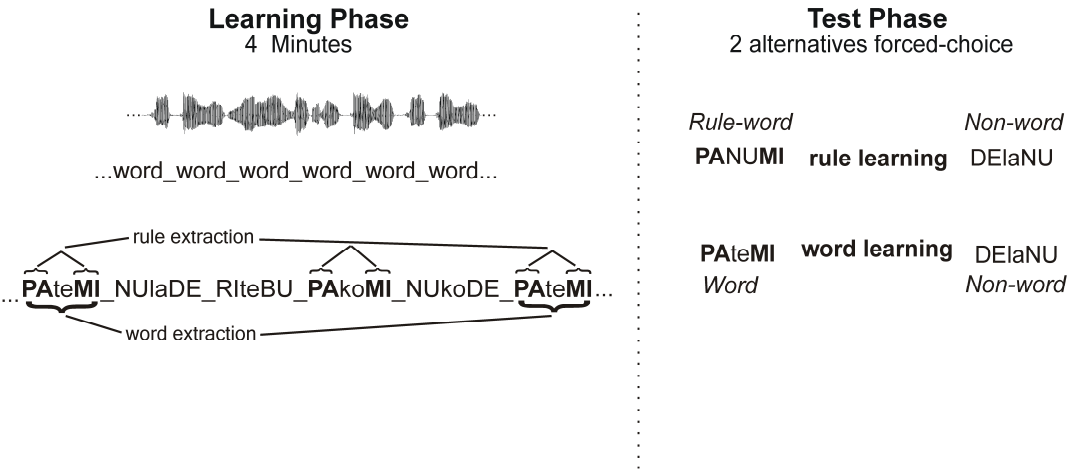 Learning Phase
4 Minutes
...word_word_word_word_word_word...
rule extraction
... PAteMI_NUlaDE_RIteBU_PAkoMI_NUkoDE_PAteMI...
word extraction
Test Phase
2 alternatives forced-choice
Rule-word Non-word
PANUMI rule learning DElaNU
PAteMI word learning DElaNU
Word Non-word